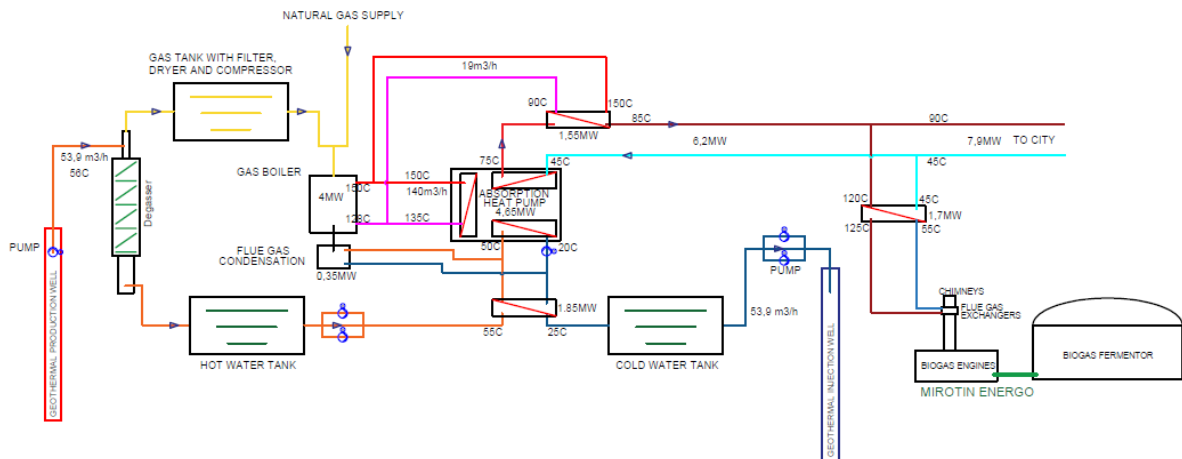 NATURAL GAS SUPPLY
GAS TANK WITH FILTER,
DRYER AND COMPRESSOR
19m3/h
90C
150C
85C
90C
1,55MW
6,2MW
7,9MW
TO CITY
53,9 m3/h
56C
Degasser
GAS BOILER
150C
4MW
128C
150C
140m3/h
135C
75C
45C
ABSORPTION
HEAT PUMP
4,65MW
45C
120C
45C
1,7MW
125C
55C
PUMP
FLUE GAS
CONDENSATION
0,35MW
50C
20C
PUMP
GEOTHERMAL PRODUCTION WELL
1.85MW
55C
25C
53,9 m3/h
HOT WATER TANK
COLD WATER TANK
GEOTHERMAL INJECTION WELL
CHIMNEYS
FLUE GAS
EXCHANGERS
BIOGAS ENGINES
BIOGAS FERMENTOR
MIROTIN ENERGO